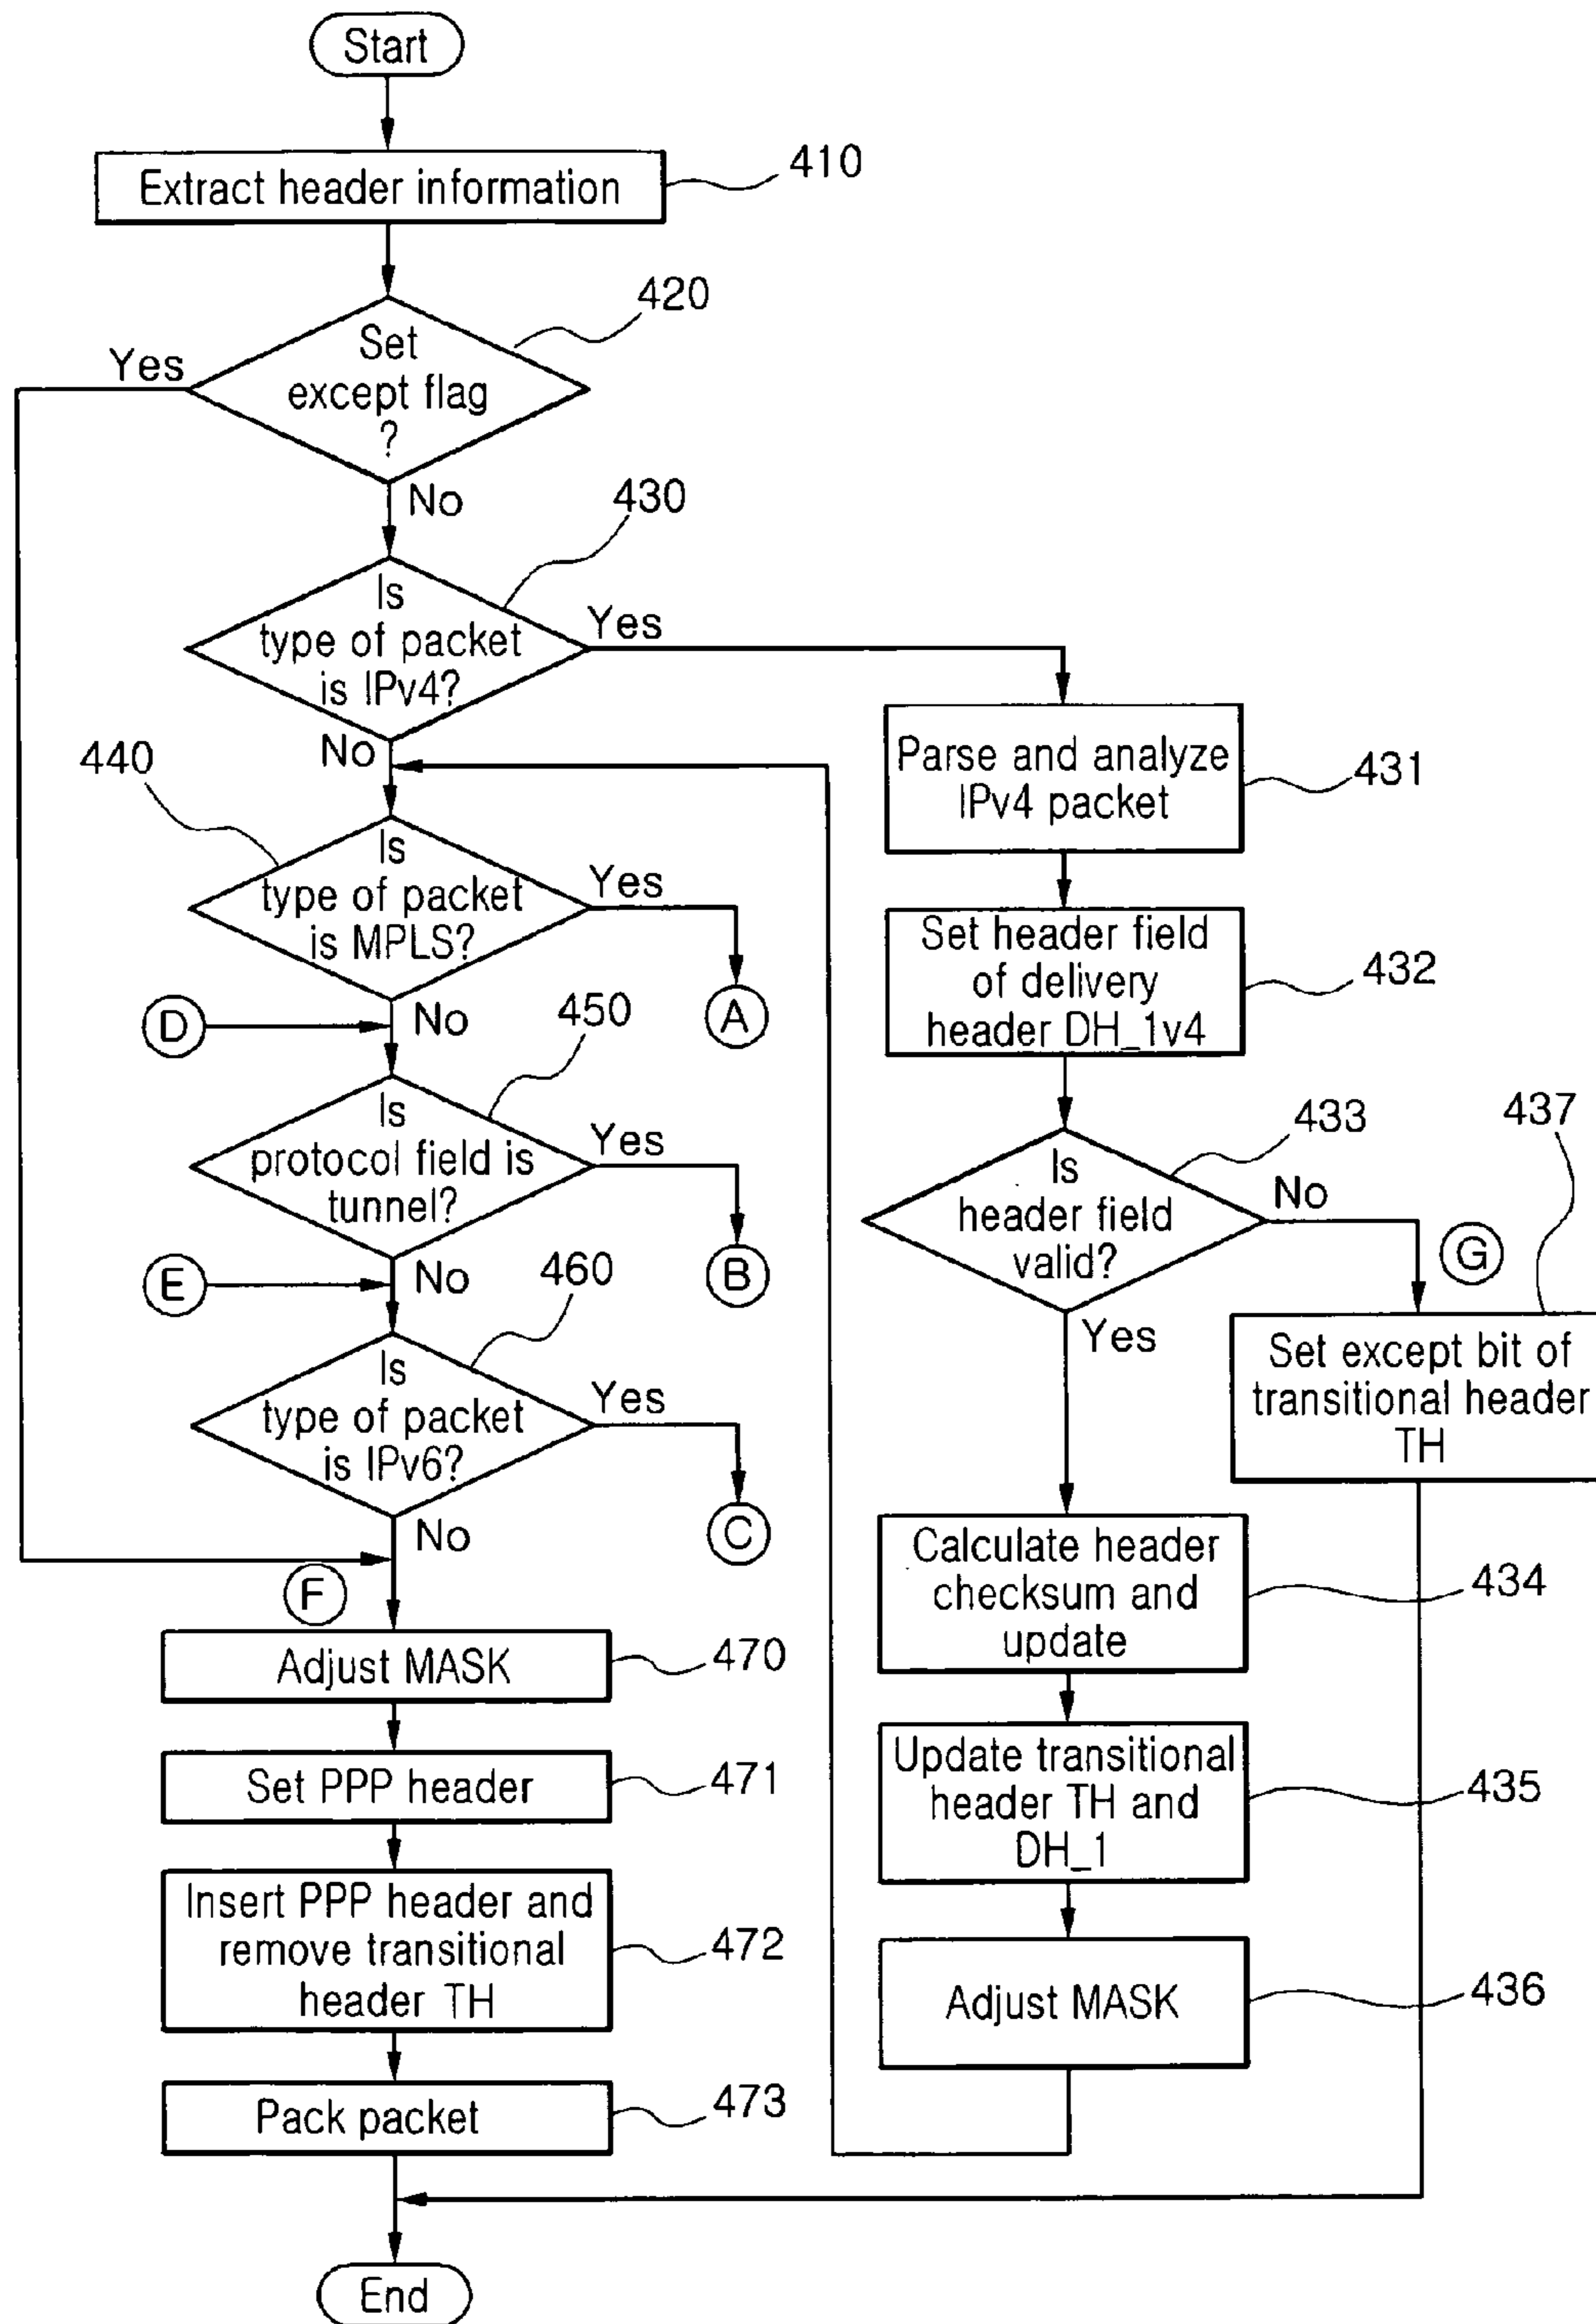 Start
Extract header information
410
Set
except flag
?
420
Yes
No
Is
type of packet
is IPv4?
430
Yes
No
Parse and analyze
IPv4 packet
431
440
Is
type of packet
is MPLS?
Yes
A
No
D
Set header field
of delivery
header DH_1v4
432
450
Is
protocol field is
tunnel?
Yes
B
No
E
Is
header field
valid?
433
No
G
437
Yes
Set except bit of
transitional header
TH
460
Is
type of packet
is IPv6?
Yes
C
No
F
Calculate header
checksum and
update
434
Adjust MASK
470
Update transitional
header TH and
DH_1
435
Set PPP header
471
Insert PPP header and
remove transitional
header TH
472
Adjust MASK
436
Pack packet
473
End